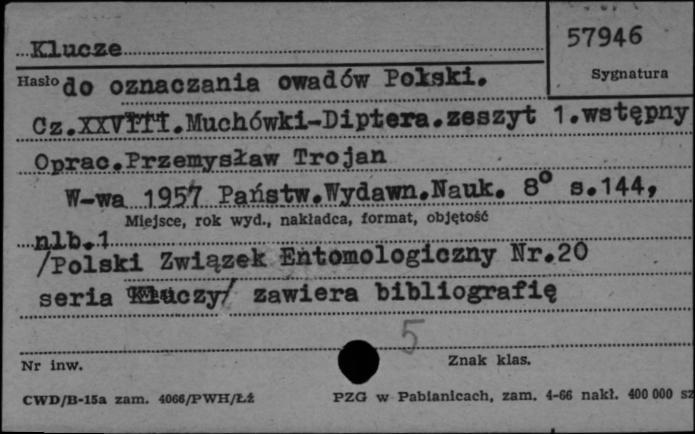 Klucze
57946
Hasło do oznaczania owadów Polski.
Sygnatura
Cz.XXVIII.Muchówki-Diptera.zeszyt 1.wstępny
Oprac.Przemysław Trojan
W-wa 1957 Państw.Wydawn.Nauk. 8° s.144,
Miejsce, rok wyd., nakładca, format, objętość
nlb.1
/Polski Związek Entomologiczny Nr.20
seria Kluczy/ zawiera bibliografię
5
Nr inw.
Znak klas.
CWD/B-15a zam. 4066/PWH/Łź
PZG w Pabianicach, zam. 4-66 nakł. 400 000 sz